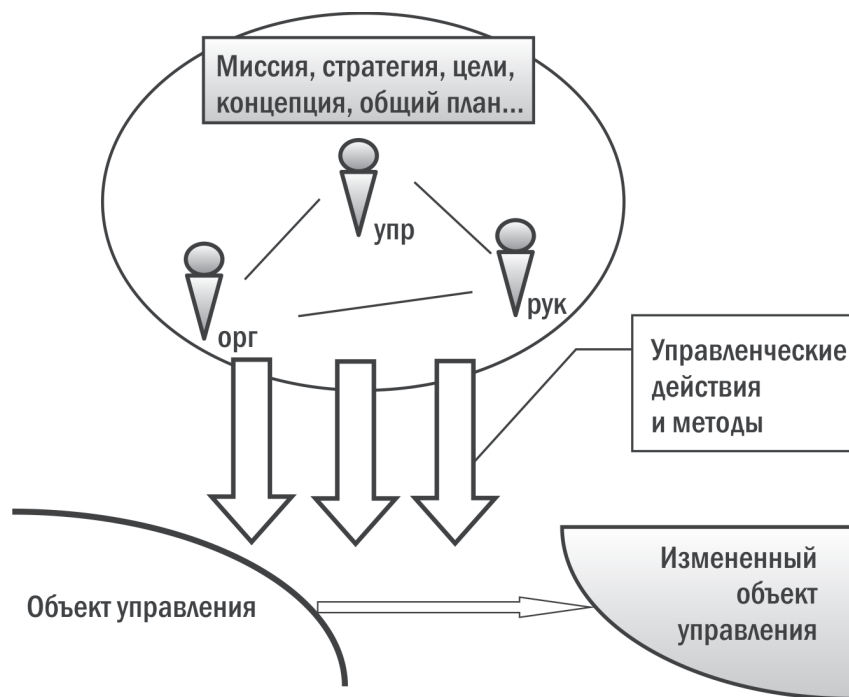 Миссия, стратегия, цели,
концепция, общий план...
упр
рук
орг
Управленческие
действия
и методы
Объект управления
Измененный
объект
управления